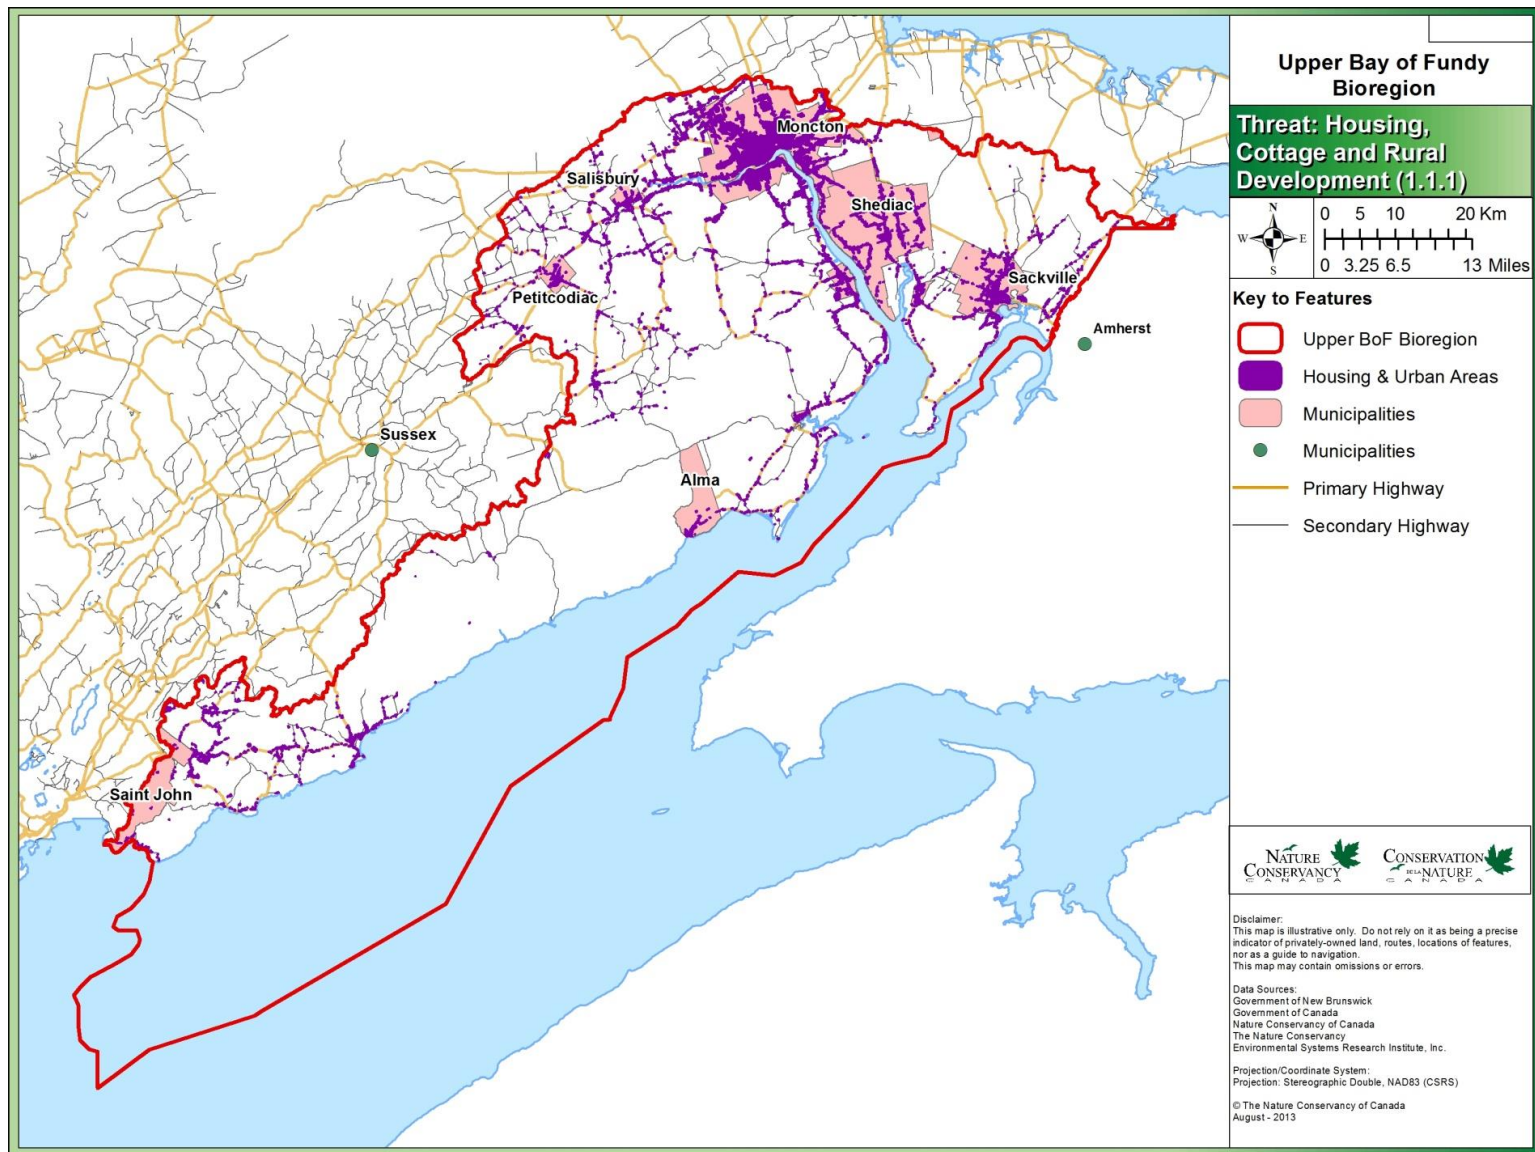 Upper Bay of Fundy
Bioregion
Threat: Housing,
Cottage and Rural
Development (1.1.1)
N
W E
S
0 5 10 20 Km
0 3.25 6.5 13 Miles
Key to Features
Upper BoF Bioregion
Housing & Urban Areas
Municipalities
Municipalities
Primary Highway
Secondary Highway
Moncton
Salisbury
Shediac
Petitcodiac
Sackville
Amherst
Sussex
Alma
Saint John
NATURE
CONSERVANCY
CANADA
CONSERVATION
DE LA NATURE
CANADA
Disclaimer:
This map is illustrative only. Do not rely on it as being a precise
indicator of privately-owned land, routes, locations of features,
nor as a guide to navigation.
This map may contain omissions or errors.
Data Sources:
Government of New Brunswick
Government of Canada
Nature Conservancy of Canada
The Nature Conservancy
Environmental Systems Research Institute, Inc.
Projection/Coordinate System:
Projection: Stereographic Double, NAD83 (CSRS)
© The Nature Conservancy of Canada
August - 2013